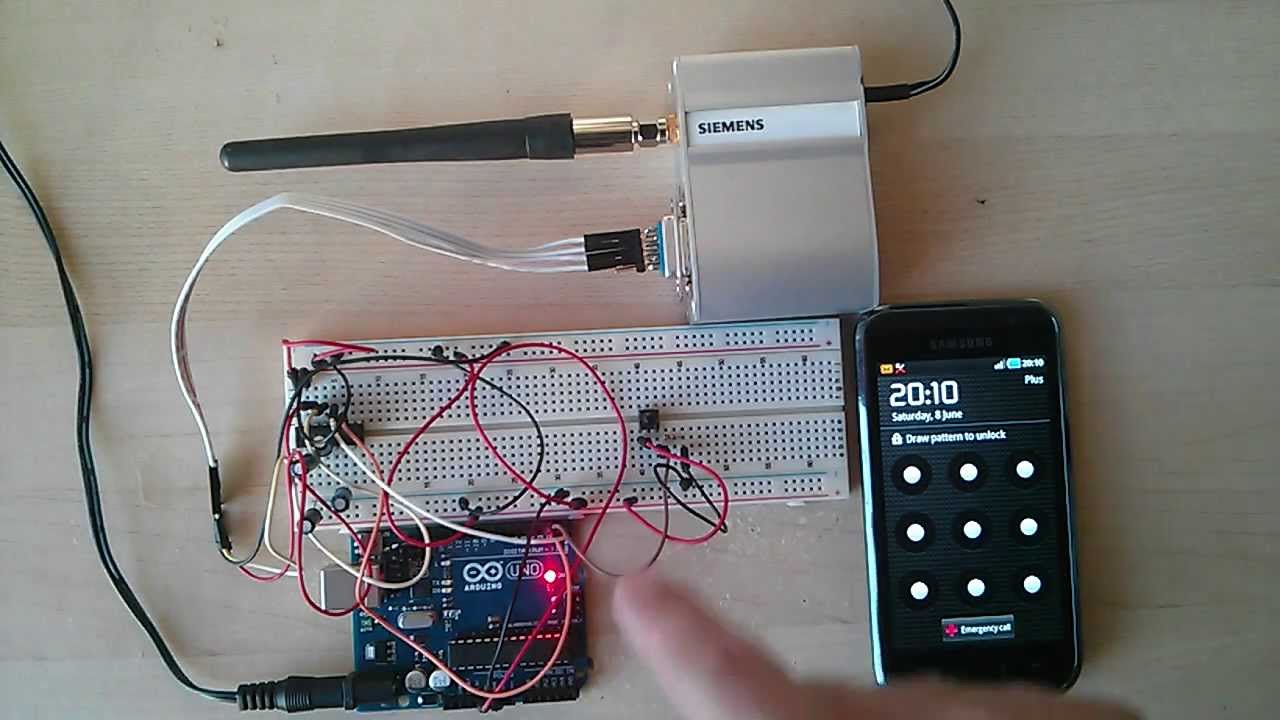 SIEMENS
SAMSUNG
20:10
20:10
Plus
Saturday, 8 June
Draw pattern to unlock
Emergency call
UNO
ARDUINO